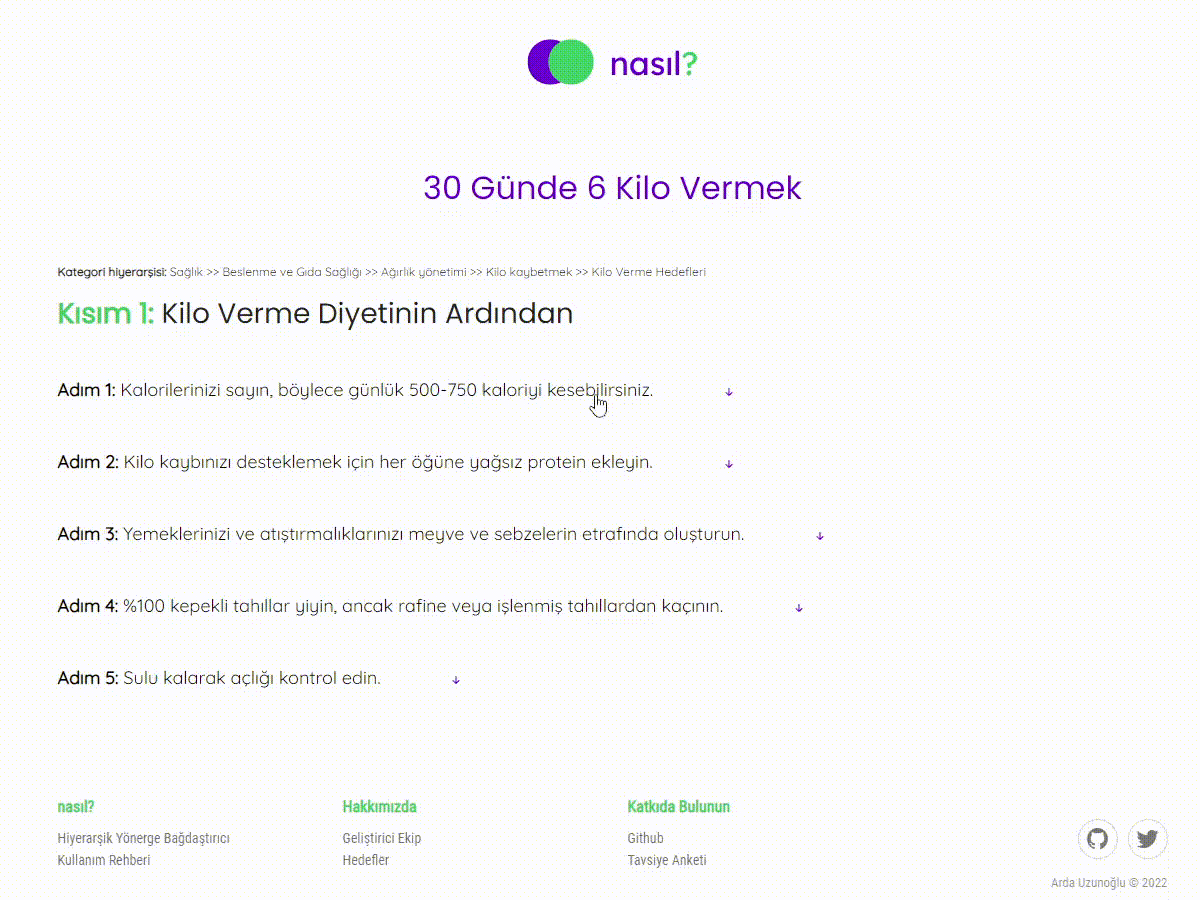 nasıl?
30 Günde 6 Kilo Vermek
Kategori hiyerarşisi: Sağlık >> Beslenme ve Gıda Sağlığı >> Ağırlık yönetimi >> Kilo kaybetmek >> Kilo Verme Hedefleri
Kısım 1: Kilo Verme Diyetinin Ardından
Adım 1: Kalorilerinizi sayın, böylece günlük 500-750 kaloriyi kesebilirsiniz.
Adım 2: Kilo kaybınızı desteklemek için her öğüne yağsız protein ekleyin.
Adım 3: Yemeklerinizi ve atıştırmalıklarınızı meyve ve sebzelerin etrafında oluşturun.
Adım 4: %100 kepekli tahıllar yiyin, ancak rafine veya işlenmiş tahıllardan kaçının.
Adım 5: Sulu kalarak açlığı kontrol edin.
nasıl?
Hiyerarşik Yönerge Bağdaştırıcı
Kullanım Rehberi
Hakkımızda
Geliştirici Ekip
Hedefler
Katkıda Bulunun
Github
Tavsiye Anketi
Arda Uzunoğlu © 2022